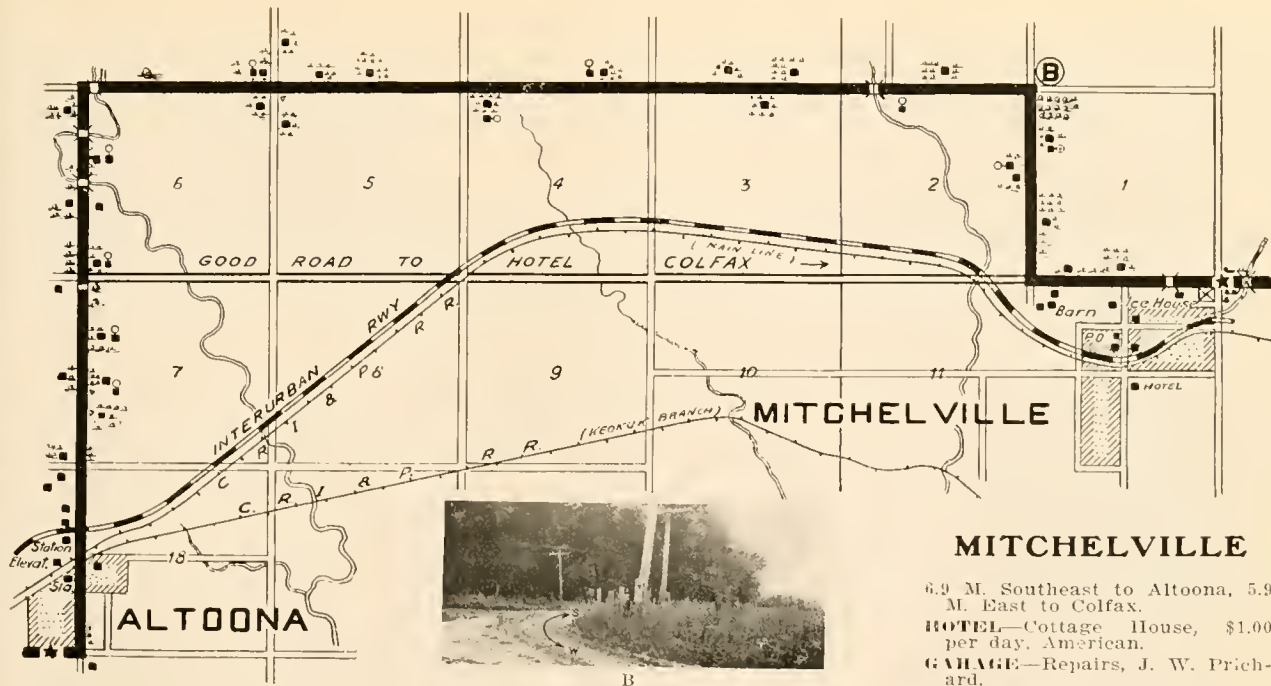 B
6 5 4 3 2 1
( MAIN LINE )
GOOD ROAD TO HOTEL COLFAX
INTERURBAN RWY
C. R. I. & P. R. R.
7 9 10 11
Barn
Ice House
P.O
HOTEL
MITCHELVILLE
( KEOKUK BRANCH )
C. R. I. & P. R. R.
Station
Elevat.
Sta.
18
ALTOONA
S
W
B
MITCHELVILLE
6.9 M. Southeast to Altoona, 5.9
M. East to Colfax.
HOTEL—Cottage House, $1.00
per day, American.
GARAGE—Repairs, J. W. Prich-
ard.